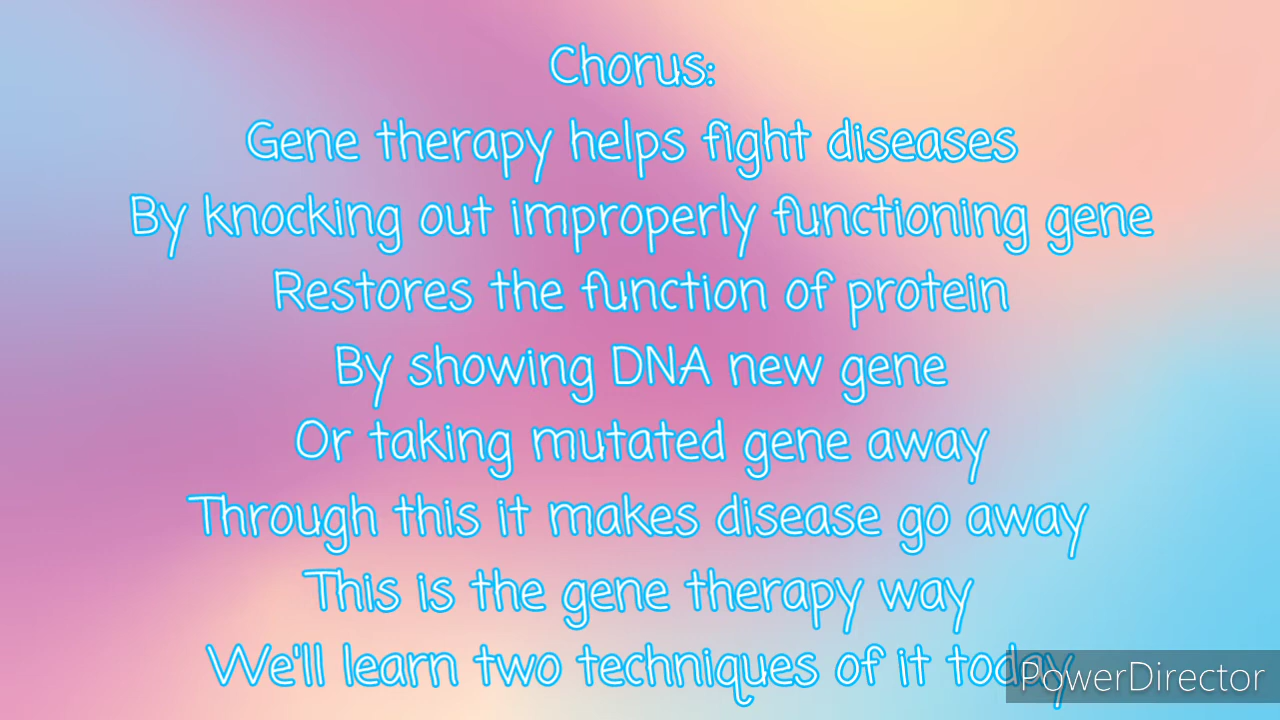 Chorus:
Gene therapy helps fight diseases
By knocking out improperly functioning gene
Restores the function of protein
By showing DNA new gene
Or taking mutated gene away
Through this it makes disease go away
This is the gene therapy way
We'll learn two techniques of it today
PowerDirector